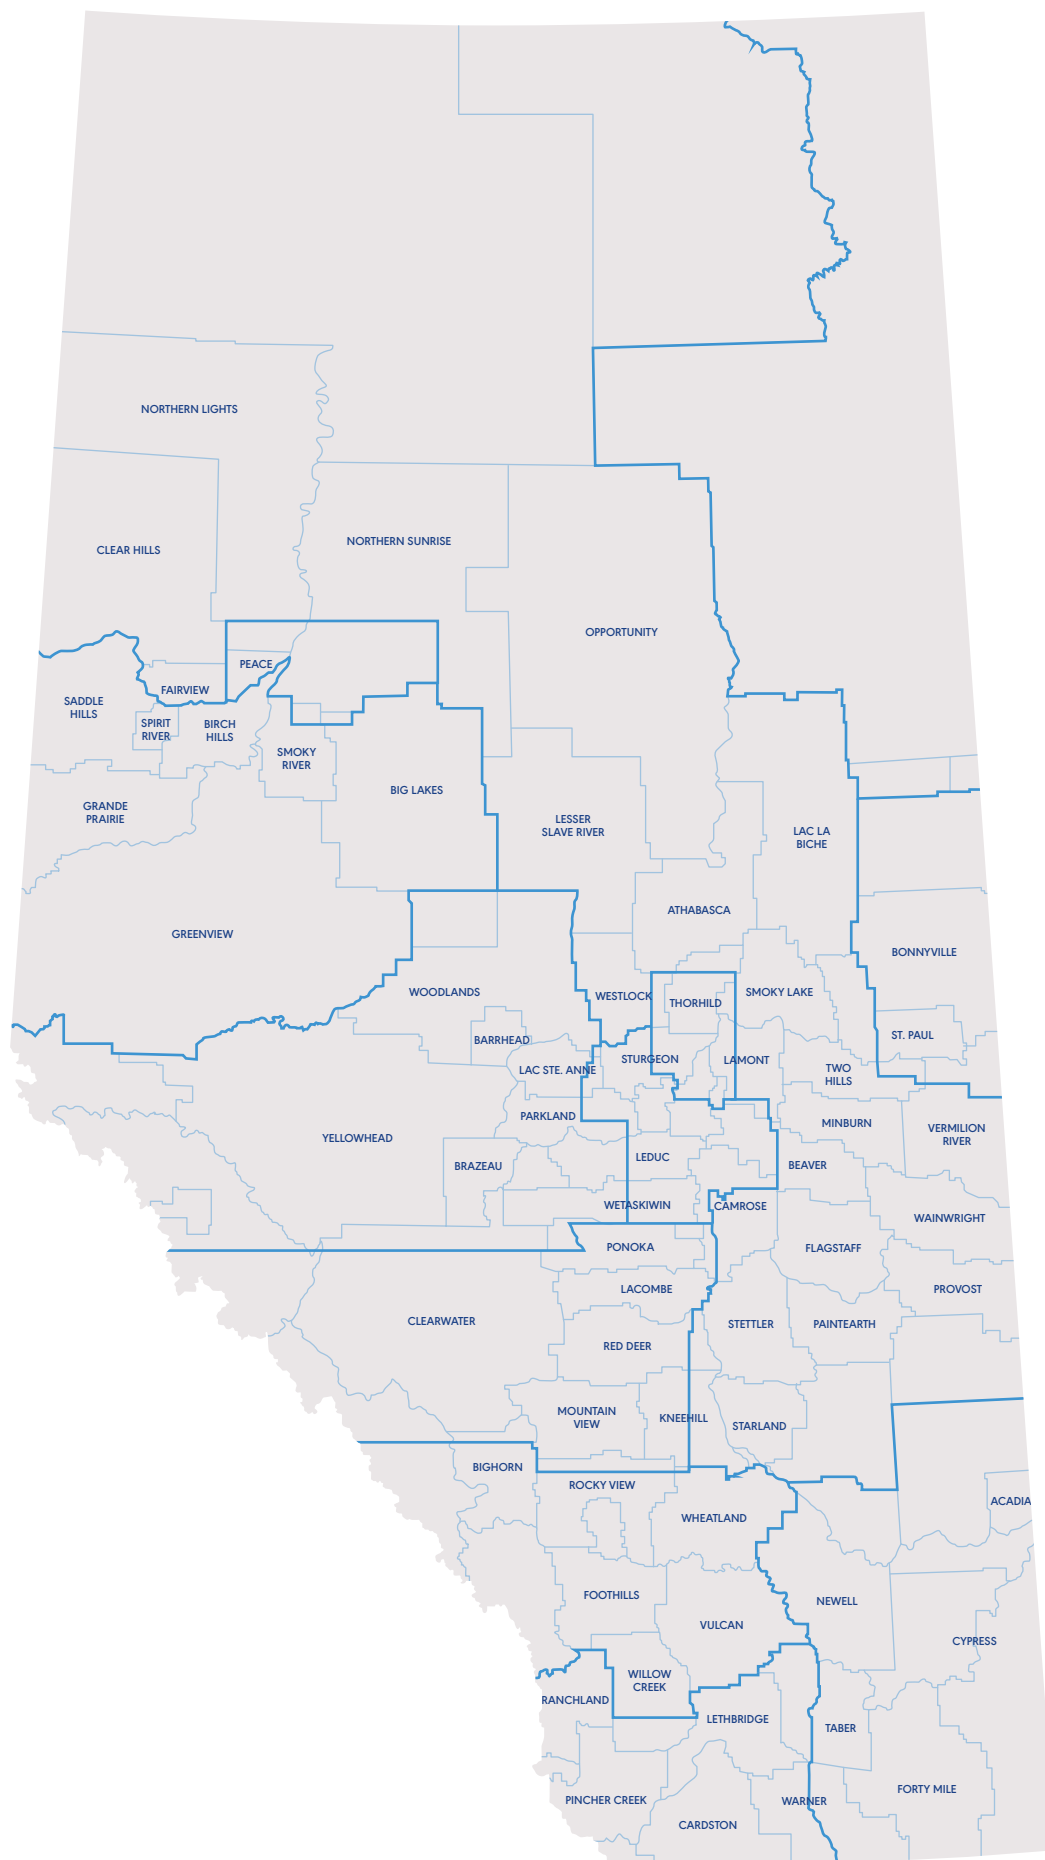 NORTHERN LIGHTS
NORTHERN SUNRISE
CLEAR HILLS
OPPORTUNITY
PEACE
FAIRVIEW
SADDLE
HILLS
SPIRIT
RIVER
BIRCH
HILLS
SMOKY
RIVER
BIG LAKES
GRANDE
PRAIRIE
LESSER
SLAVE RIVER
LAC LA
BICHE
ATHABASCA
GREENVIEW
BONNYVILLE
WOODLANDS
WESTLOCK
THORHILD
SMOKY LAKE
BARRHEAD
ST. PAUL
LAC STE. ANNE
STURGEON
LAMONT
TWO
HILLS
PARKLAND
MINBURN
VERMILION
RIVER
YELLOWHEAD
BRAZEAU
LEDUC
BEAVER
WETASKIWIN
CAMROSE
WAINWRIGHT
PONOKA
FLAGSTAFF
LACOMBE
PROVOST
CLEARWATER
STETTLER
PAINTEARTH
RED DEER
MOUNTAIN
VIEW
KNEEHILL
STARLAND
BIGHORN
ROCKY VIEW
ACADIA
WHEATLAND
FOOTHILLS
NEWELL
VULCAN
CYPRESS
WILLOW
CREEK
RANCHLAND
LETHBRIDGE
TABER
FORTY MILE
PINCHER CREEK
WARNER
CARDSTON